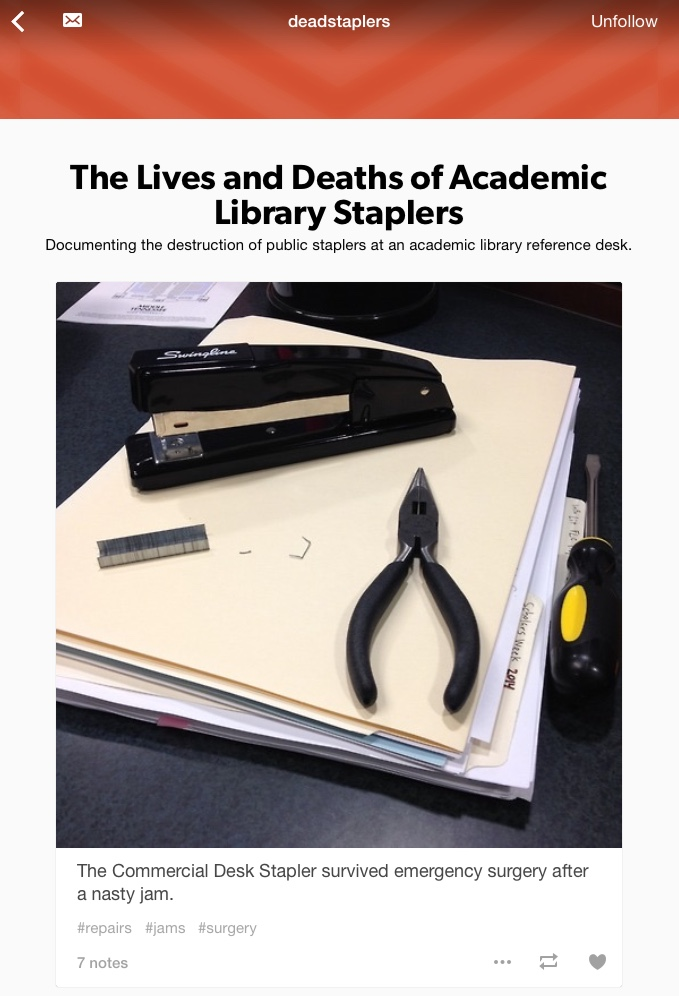 deadstaplers
Unfollow
The Lives and Deaths of Academic
Library Staplers
Documenting the destruction of public staplers at an academic library reference desk.
MIDDLE
TENNESSEE
Swingline
Scholars Week 2014
The Commercial Desk Stapler survived emergency surgery after
a nasty jam.
#repairs #jams #surgery
7 notes